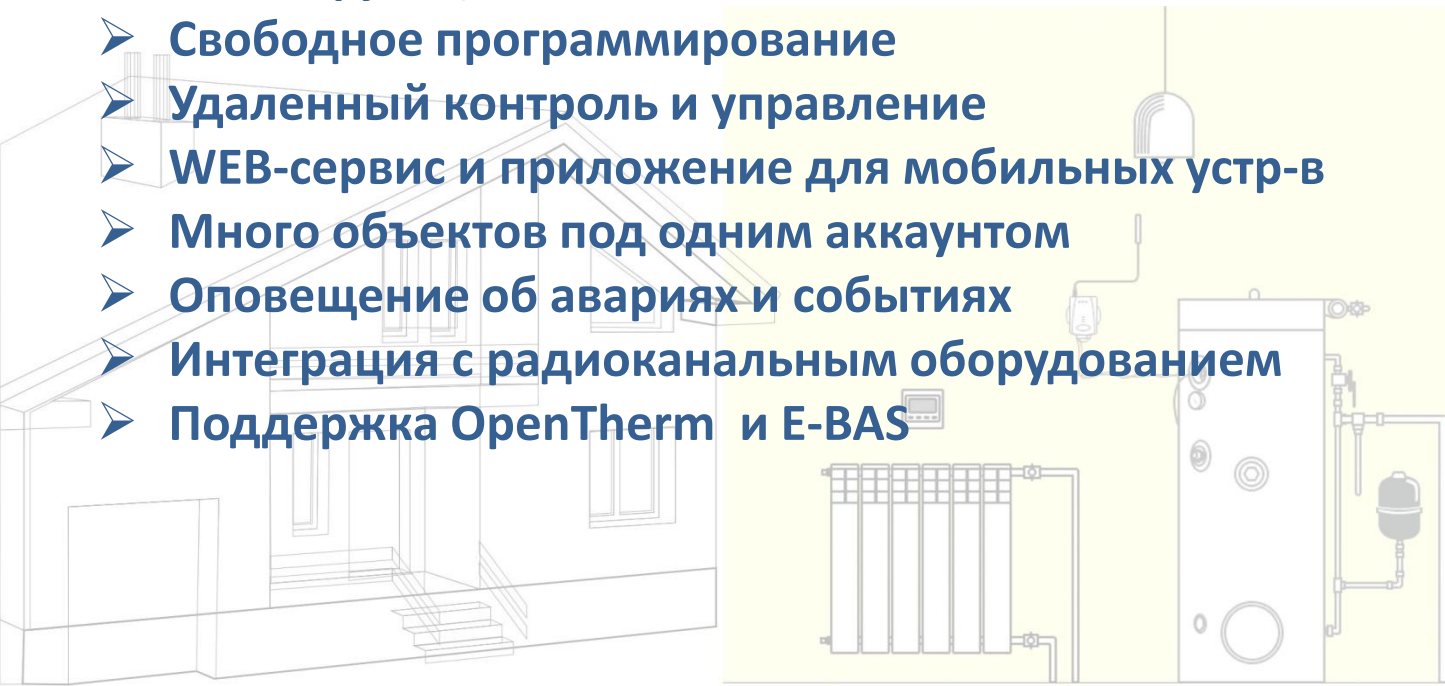 Свободное программирование
Удаленный контроль и управление
WEB-сервис и приложение для мобильных устр-в
Много объектов под одним аккаунтом
Оповещение об авариях и событиях
Интеграция с радиоканальным оборудованием
Поддержка OpenTherm и E-BAS